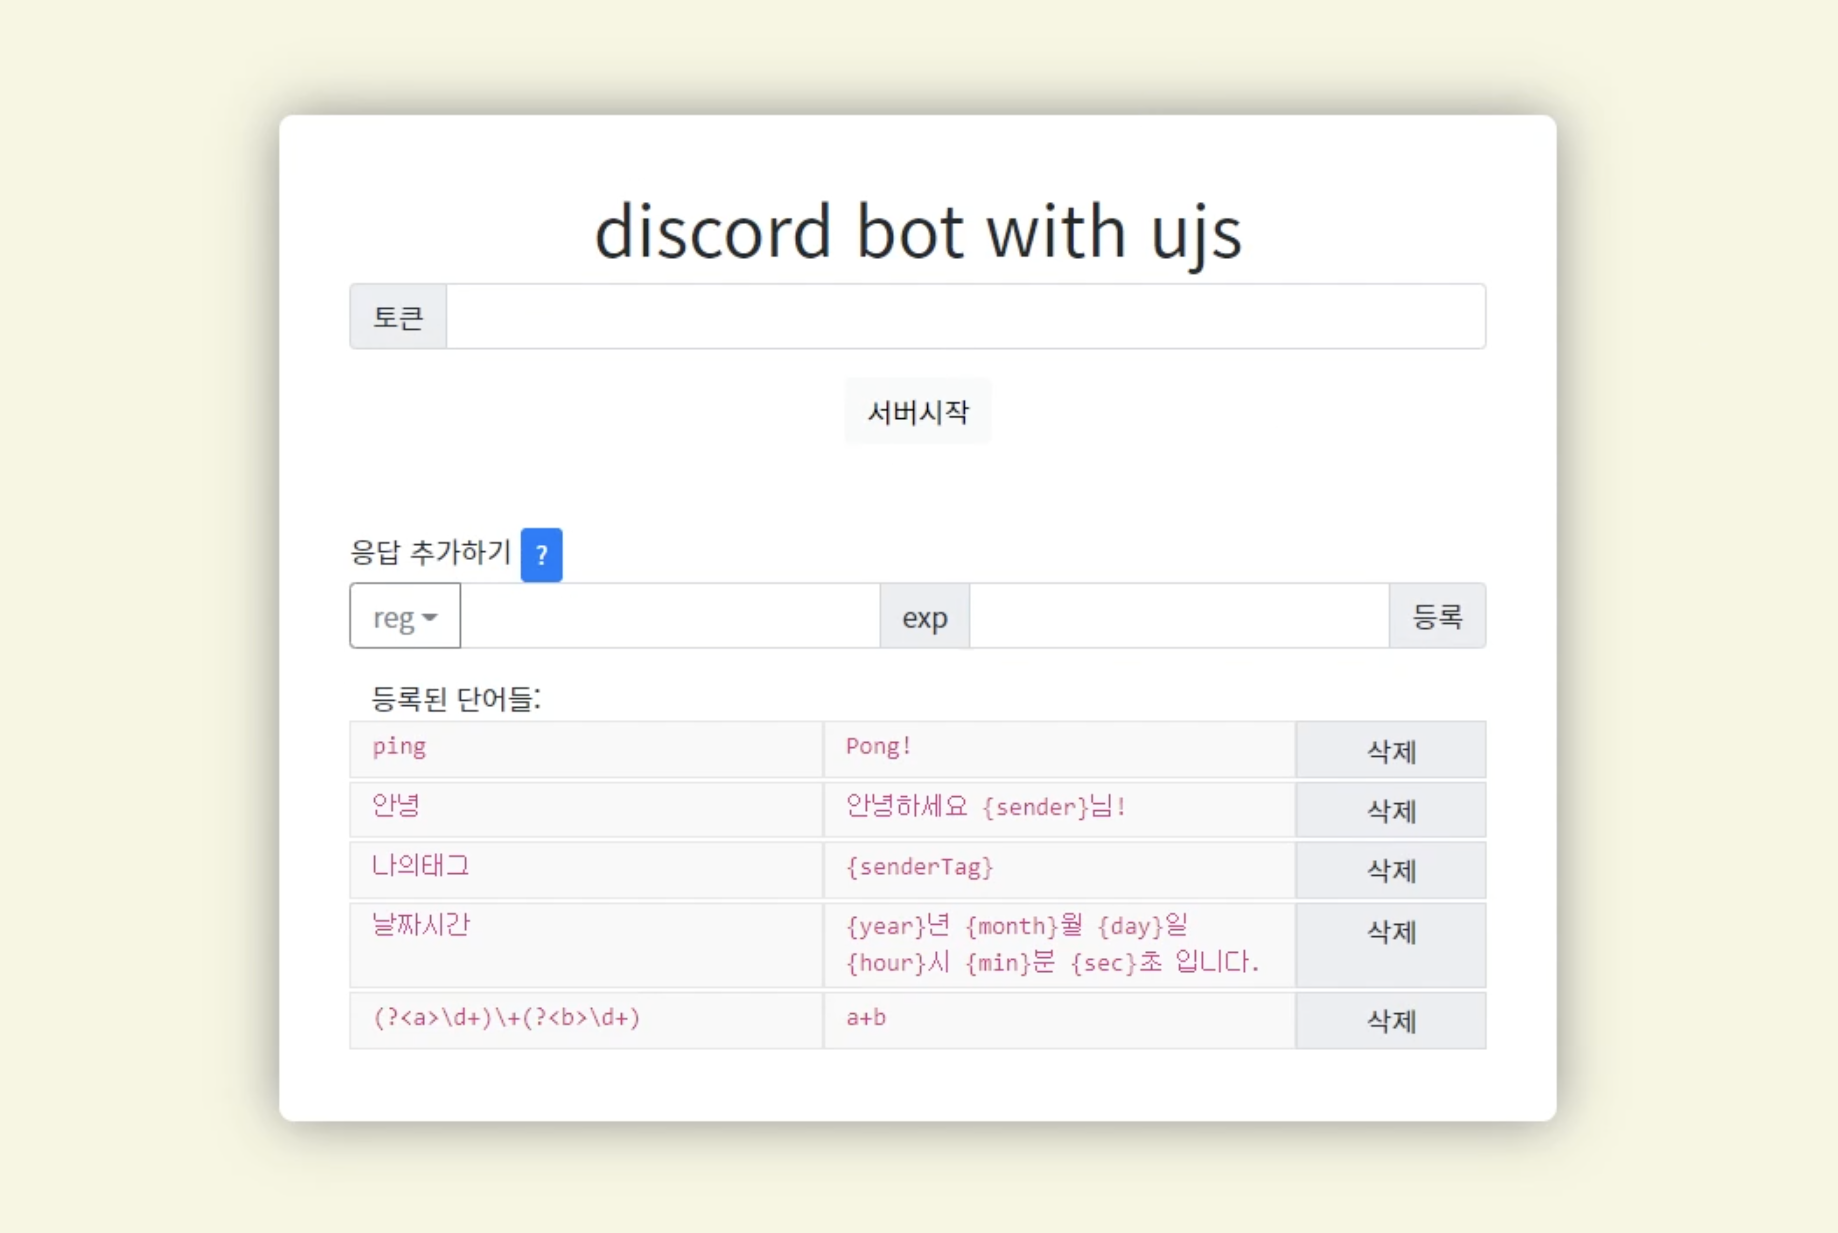 discord bot with ujs
토큰
서버시작
응답 추가하기 ?
reg exp 등록
등록된 단어들:
ping Pong! 삭제
안녕 안녕하세요 {sender}님! 삭제
나의태그 {senderTag} 삭제
날짜시간 {year}년 {month}월 {day}일 삭제
{hour}시 {min}분 {sec}초 입니다.
(?<a>\d+)\+(?<b>\d+) a+b 삭제